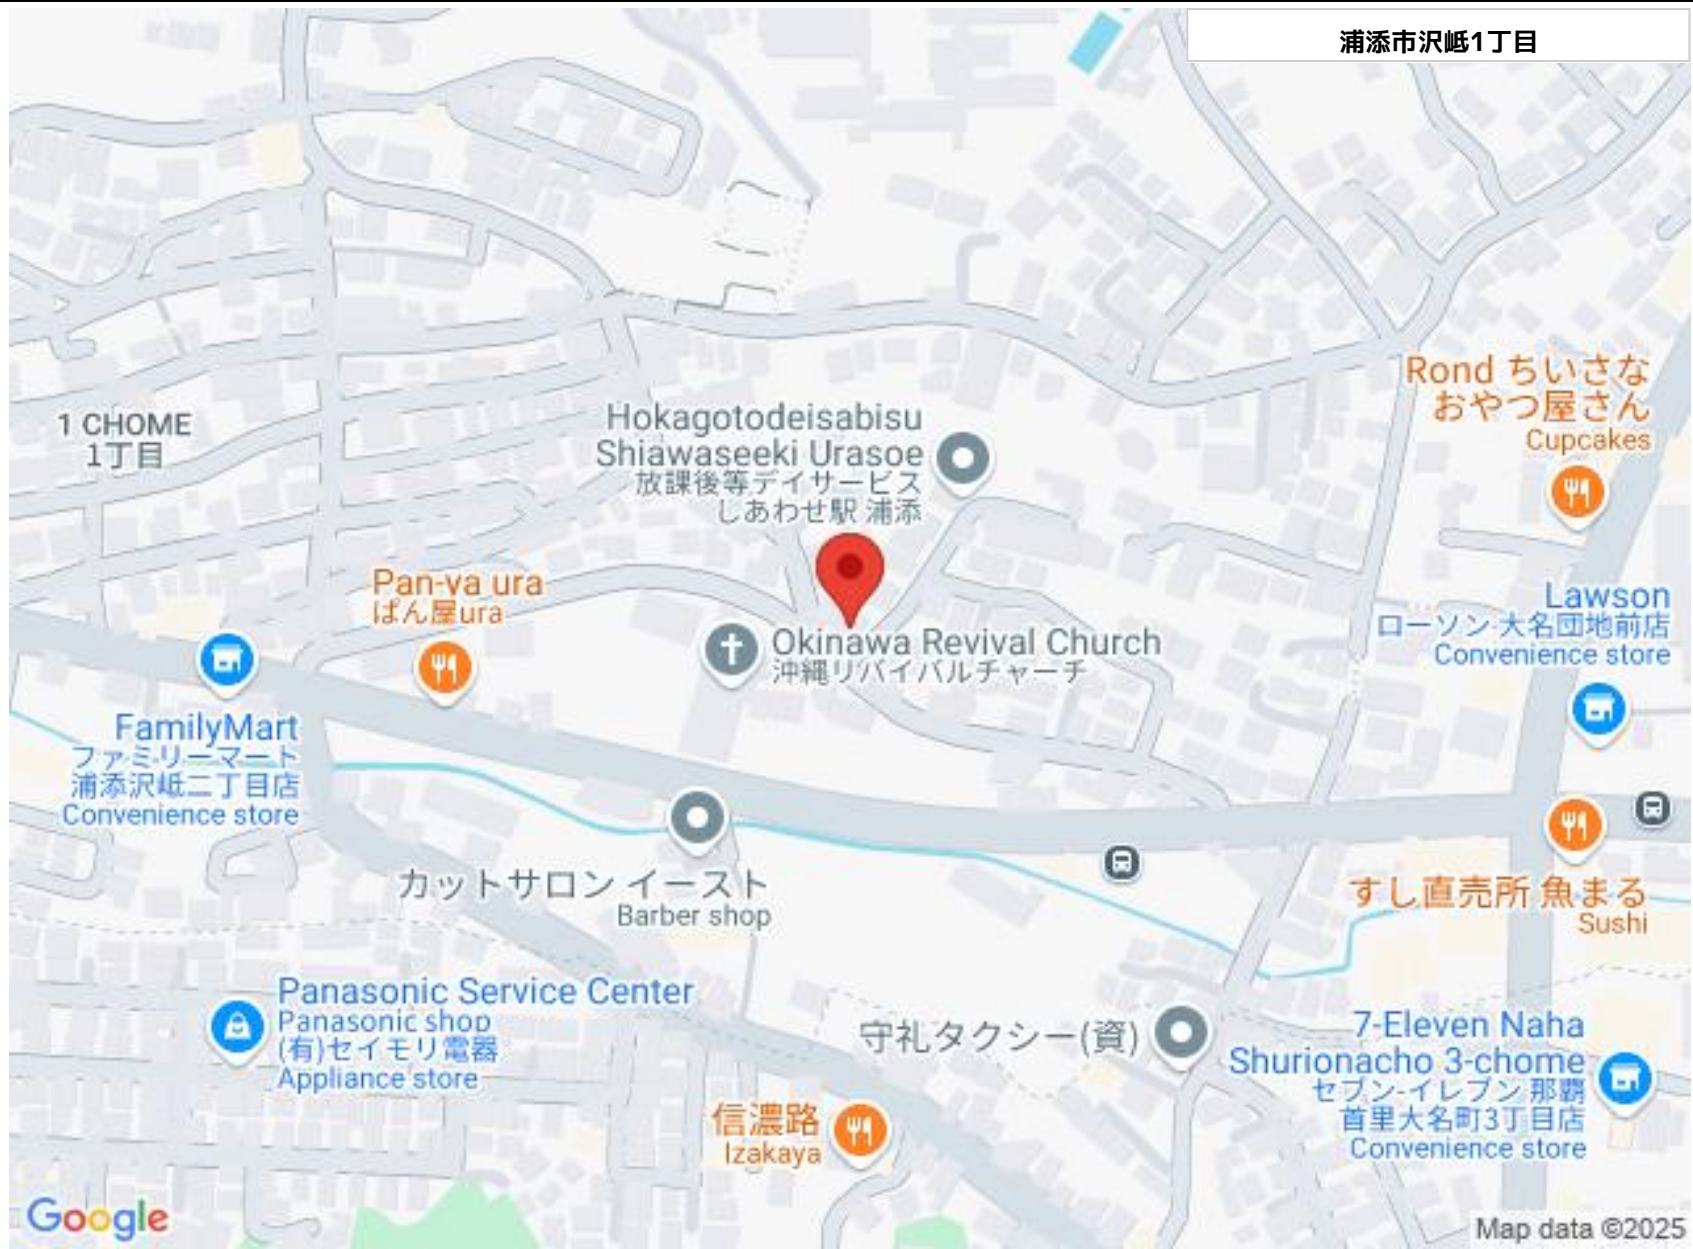 浦添市沢岻1丁目
Rond ちいさな
おやつ屋さん
Cupcakes
1 CHOME
1丁目
Hokagotodeisabisu
Shiawaseeki Urasoe
放課後等デイサービス
しあわせ駅 浦添
Pan-ya ura
ぱん屋ura
Lawson
ローソン 大名団地前店
Convenience store
Okinawa Revival Church
沖縄リバイバルチャーチ
FamilyMart
ファミリーマート
浦添沢岻二丁目店
Convenience store
カットサロン イースト
Barber shop
すし直売所 魚まる
Sushi
Panasonic Service Center
Panasonic shop
(有)セイモリ電器
Appliance store
守礼タクシー(資)
7-Eleven Naha
Shurionacho 3-chome
セブン-イレブン 那覇
首里大名町3丁目店
Convenience store
信濃路
Izakaya
Google
Map data ©2025